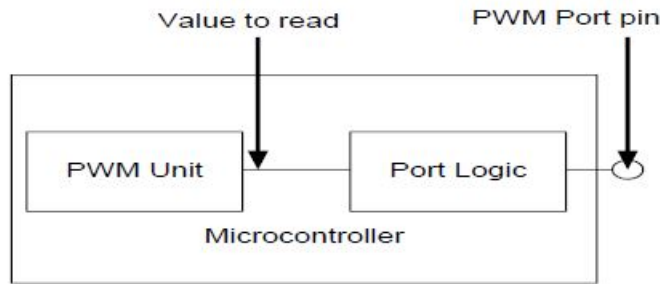 Value to read
PWM Port pin
PWM Unit
Port Logic
Microcontroller